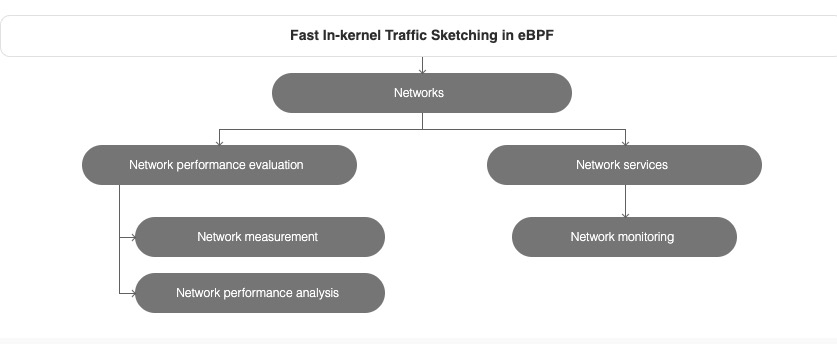 Fast In-kernel Traffic Sketching in eBPF
Networks
Network performance evaluation
Network services
Network measurement
Network monitoring
Network performance analysis